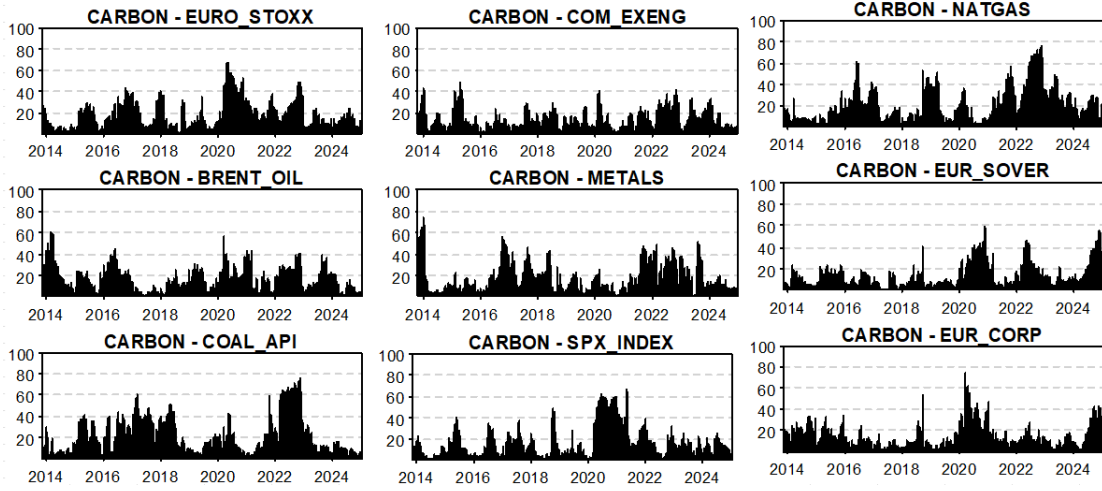 CARBON - EURO_STOXX
100
80
60
40
20
2014 2016 2018 2020 2022 2024
CARBON - COM_EXENG
100
80
60
40
20
2014 2016 2018 2020 2022 2024
CARBON - NATGAS
100
80
60
40
20
2014 2016 2018 2020 2022 2024
CARBON - BRENT_OIL
100
80
60
40
20
2014 2016 2018 2020 2022 2024
CARBON - METALS
100
80
60
40
20
2014 2016 2018 2020 2022 2024
CARBON - EUR_SOVER
100
80
60
40
20
2014 2016 2018 2020 2022 2024
CARBON - COAL_API
100
80
60
40
20
2014 2016 2018 2020 2022 2024
CARBON - SPX_INDEX
100
80
60
40
20
2014 2016 2018 2020 2022 2024
CARBON - EUR_CORP
100
80
60
40
20
2014 2016 2018 2020 2022 2024